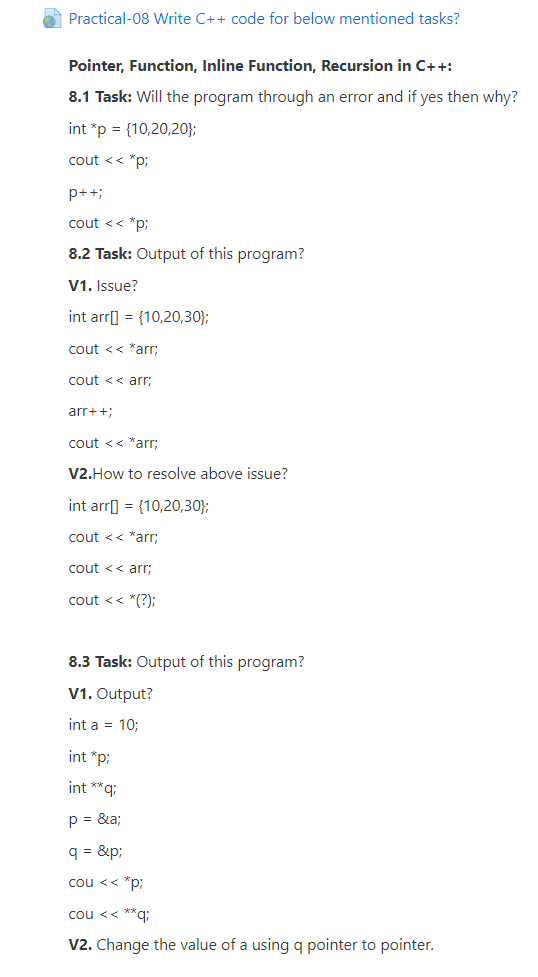 Practical-08 Write C++ code for below mentioned tasks?
Pointer, Function, Inline Function, Recursion in C++:
8.1 Task: Will the program through an error and if yes then why?
int *p = {10,20,20};
cout << *p;
p++;
cout << *p;
8.2 Task: Output of this program?
V1. Issue?
int arr[] = {10,20,30};
cout << *arr;
cout << arr;
arr++;
cout << *arr;
V2.How to resolve above issue?
int arr[] = {10,20,30};
cout << *arr;
cout << arr;
cout << *(?);
8.3 Task: Output of this program?
V1. Output?
int a = 10;
int *p;
int **q;
p = &a;
q = &p;
cou << *p;
cou << **q;
V2. Change the value of a using q pointer to pointer.